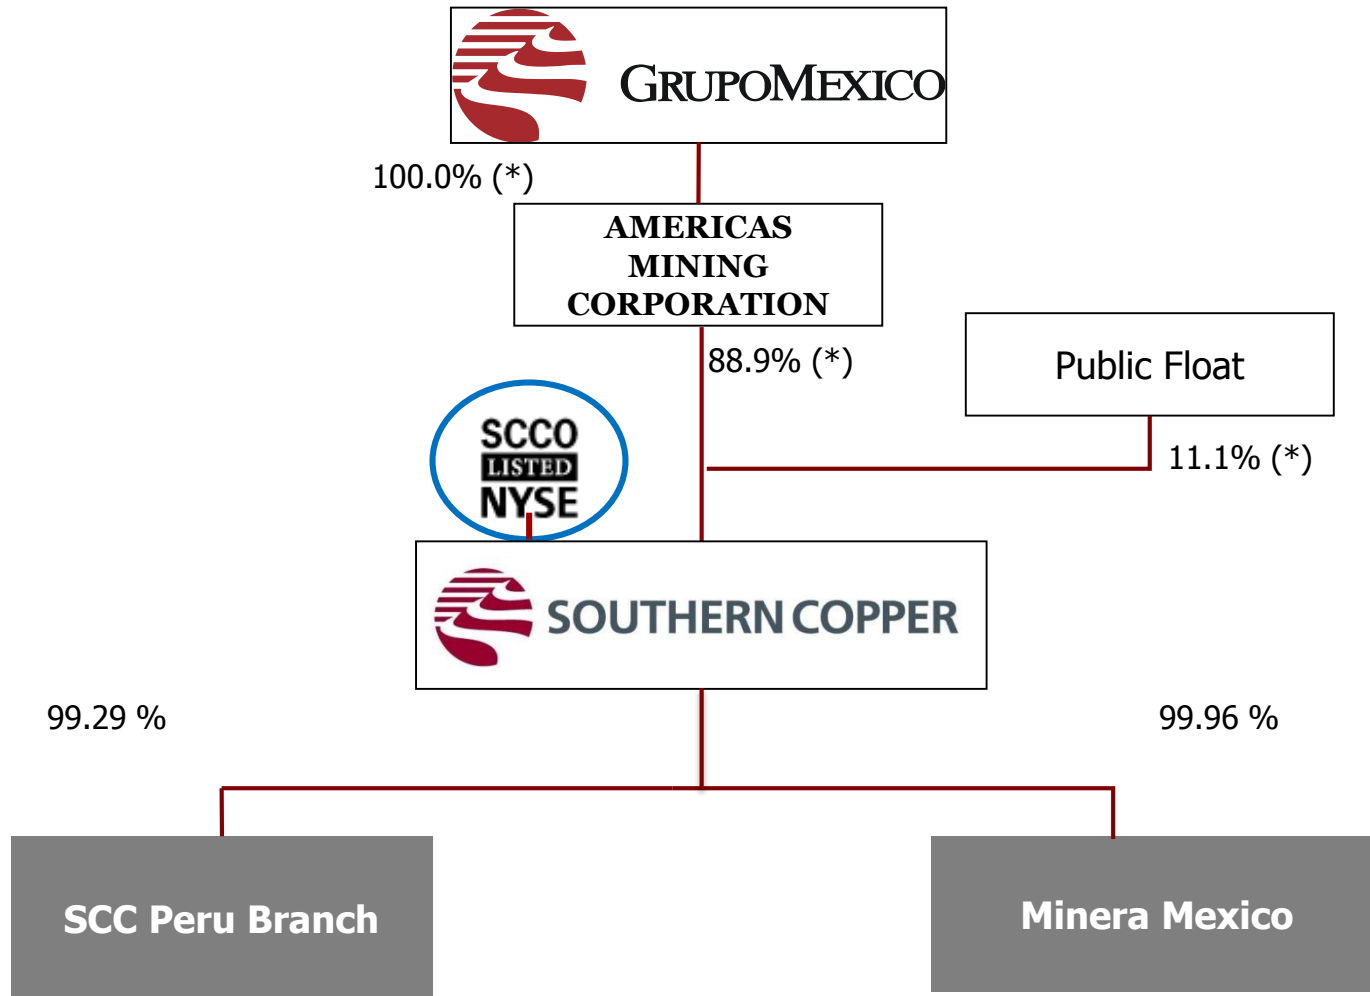 GRUPOMEXICO
100.0% (*)
AMERICAS
MINING
CORPORATION
88.9% (*)
Public Float
11.1% (*)
SCCO
LISTED
NYSE
SOUTHERN COPPER
99.29 %
99.96 %
SCC Peru Branch
Minera Mexico